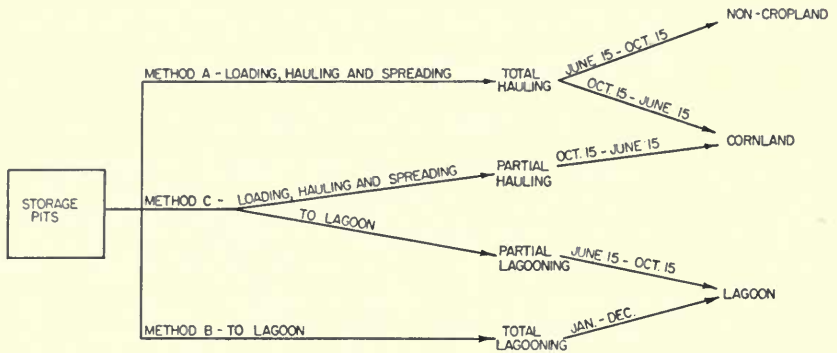 NON-CROPLAND
METHOD A - LOADING, HAULING AND SPREADING
TOTAL
HAULING
JUNE 15 - OCT. 15
OCT. 15 - JUNE 15
CORNLAND
STORAGE
PITS
METHOD C -
LOADING, HAULING AND SPREADING
PARTIAL
HAULING
OCT. 15 - JUNE 15
TO LAGOON
PARTIAL
LAGOONING
JUNE 15 - OCT. 15
LAGOON
METHOD B - TO LAGOON
TOTAL
LAGOONING
JAN. - DEC.